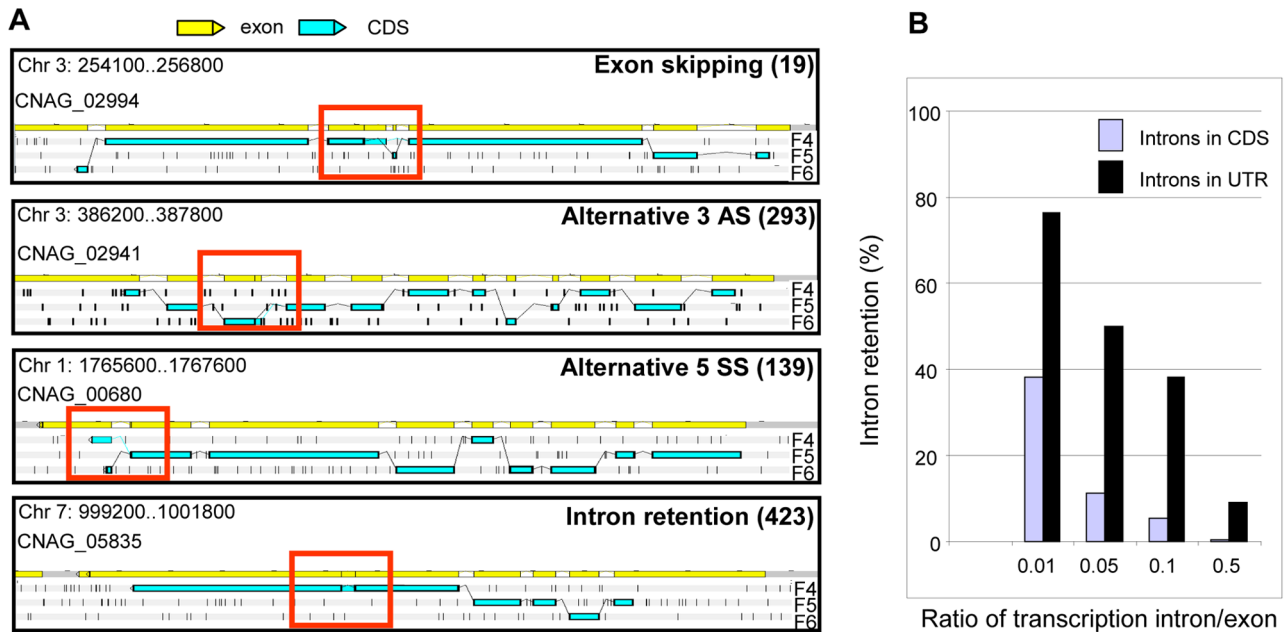 A
exon
CDS
Chr 3: 254100..256800
Exon skipping (19)
CNAG_02994
F4
F5
F6
Chr 3: 386200..387800
Alternative 3 AS (293)
CNAG_02941
F4
F5
F6
Chr 1: 1765600..1767600
Alternative 5 SS (139)
CNAG_00680
F4
F5
F6
Chr 7: 999200..1001800
Intron retention (423)
CNAG_05835
F4
F5
F6
B
Introns in CDS
Introns in UTR
Intron retention (%)
100
80
60
40
20
0
0.01 0.05 0.1 0.5
Ratio of transcription intron/exon